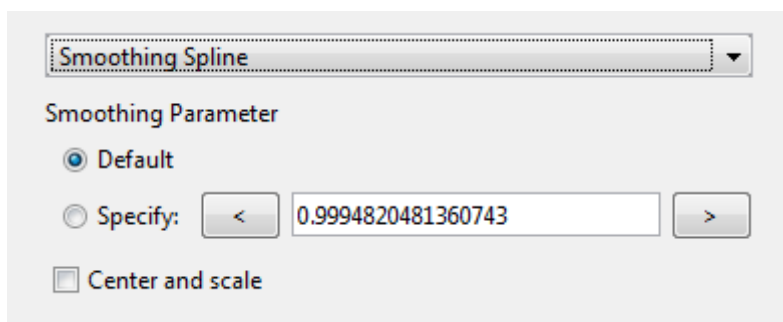 Smoothing Spline
Smoothing Parameter
Default
Specify: < 0.9994820481360743 >
Center and scale